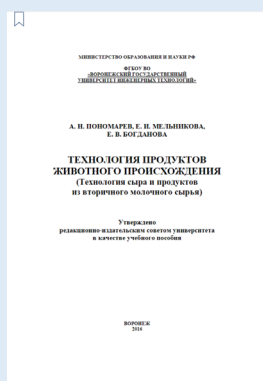 МИНИСТЕРСТВО ОБРАЗОВАНИЯ И НАУКИ РФ
ФГБОУ ВО
«ВОРОНЕЖСКИЙ ГОСУДАРСТВЕННЫЙ
УНИВЕРСИТЕТ ИНЖЕНЕРНЫХ ТЕХНОЛОГИЙ»
А. Н. ПОНОМАРЕВ, Е. И. МЕЛЬНИКОВА,
Е. В. БОГДАНОВА
ТЕХНОЛОГИЯ ПРОДУКТОВ
ЖИВОТНОГО ПРОИСХОЖДЕНИЯ
(Технология сыра и продуктов
из вторичного молочного сырья)
Утверждено
редакционно-издательским советом университета
в качестве учебного пособия
ВОРОНЕЖ
2016